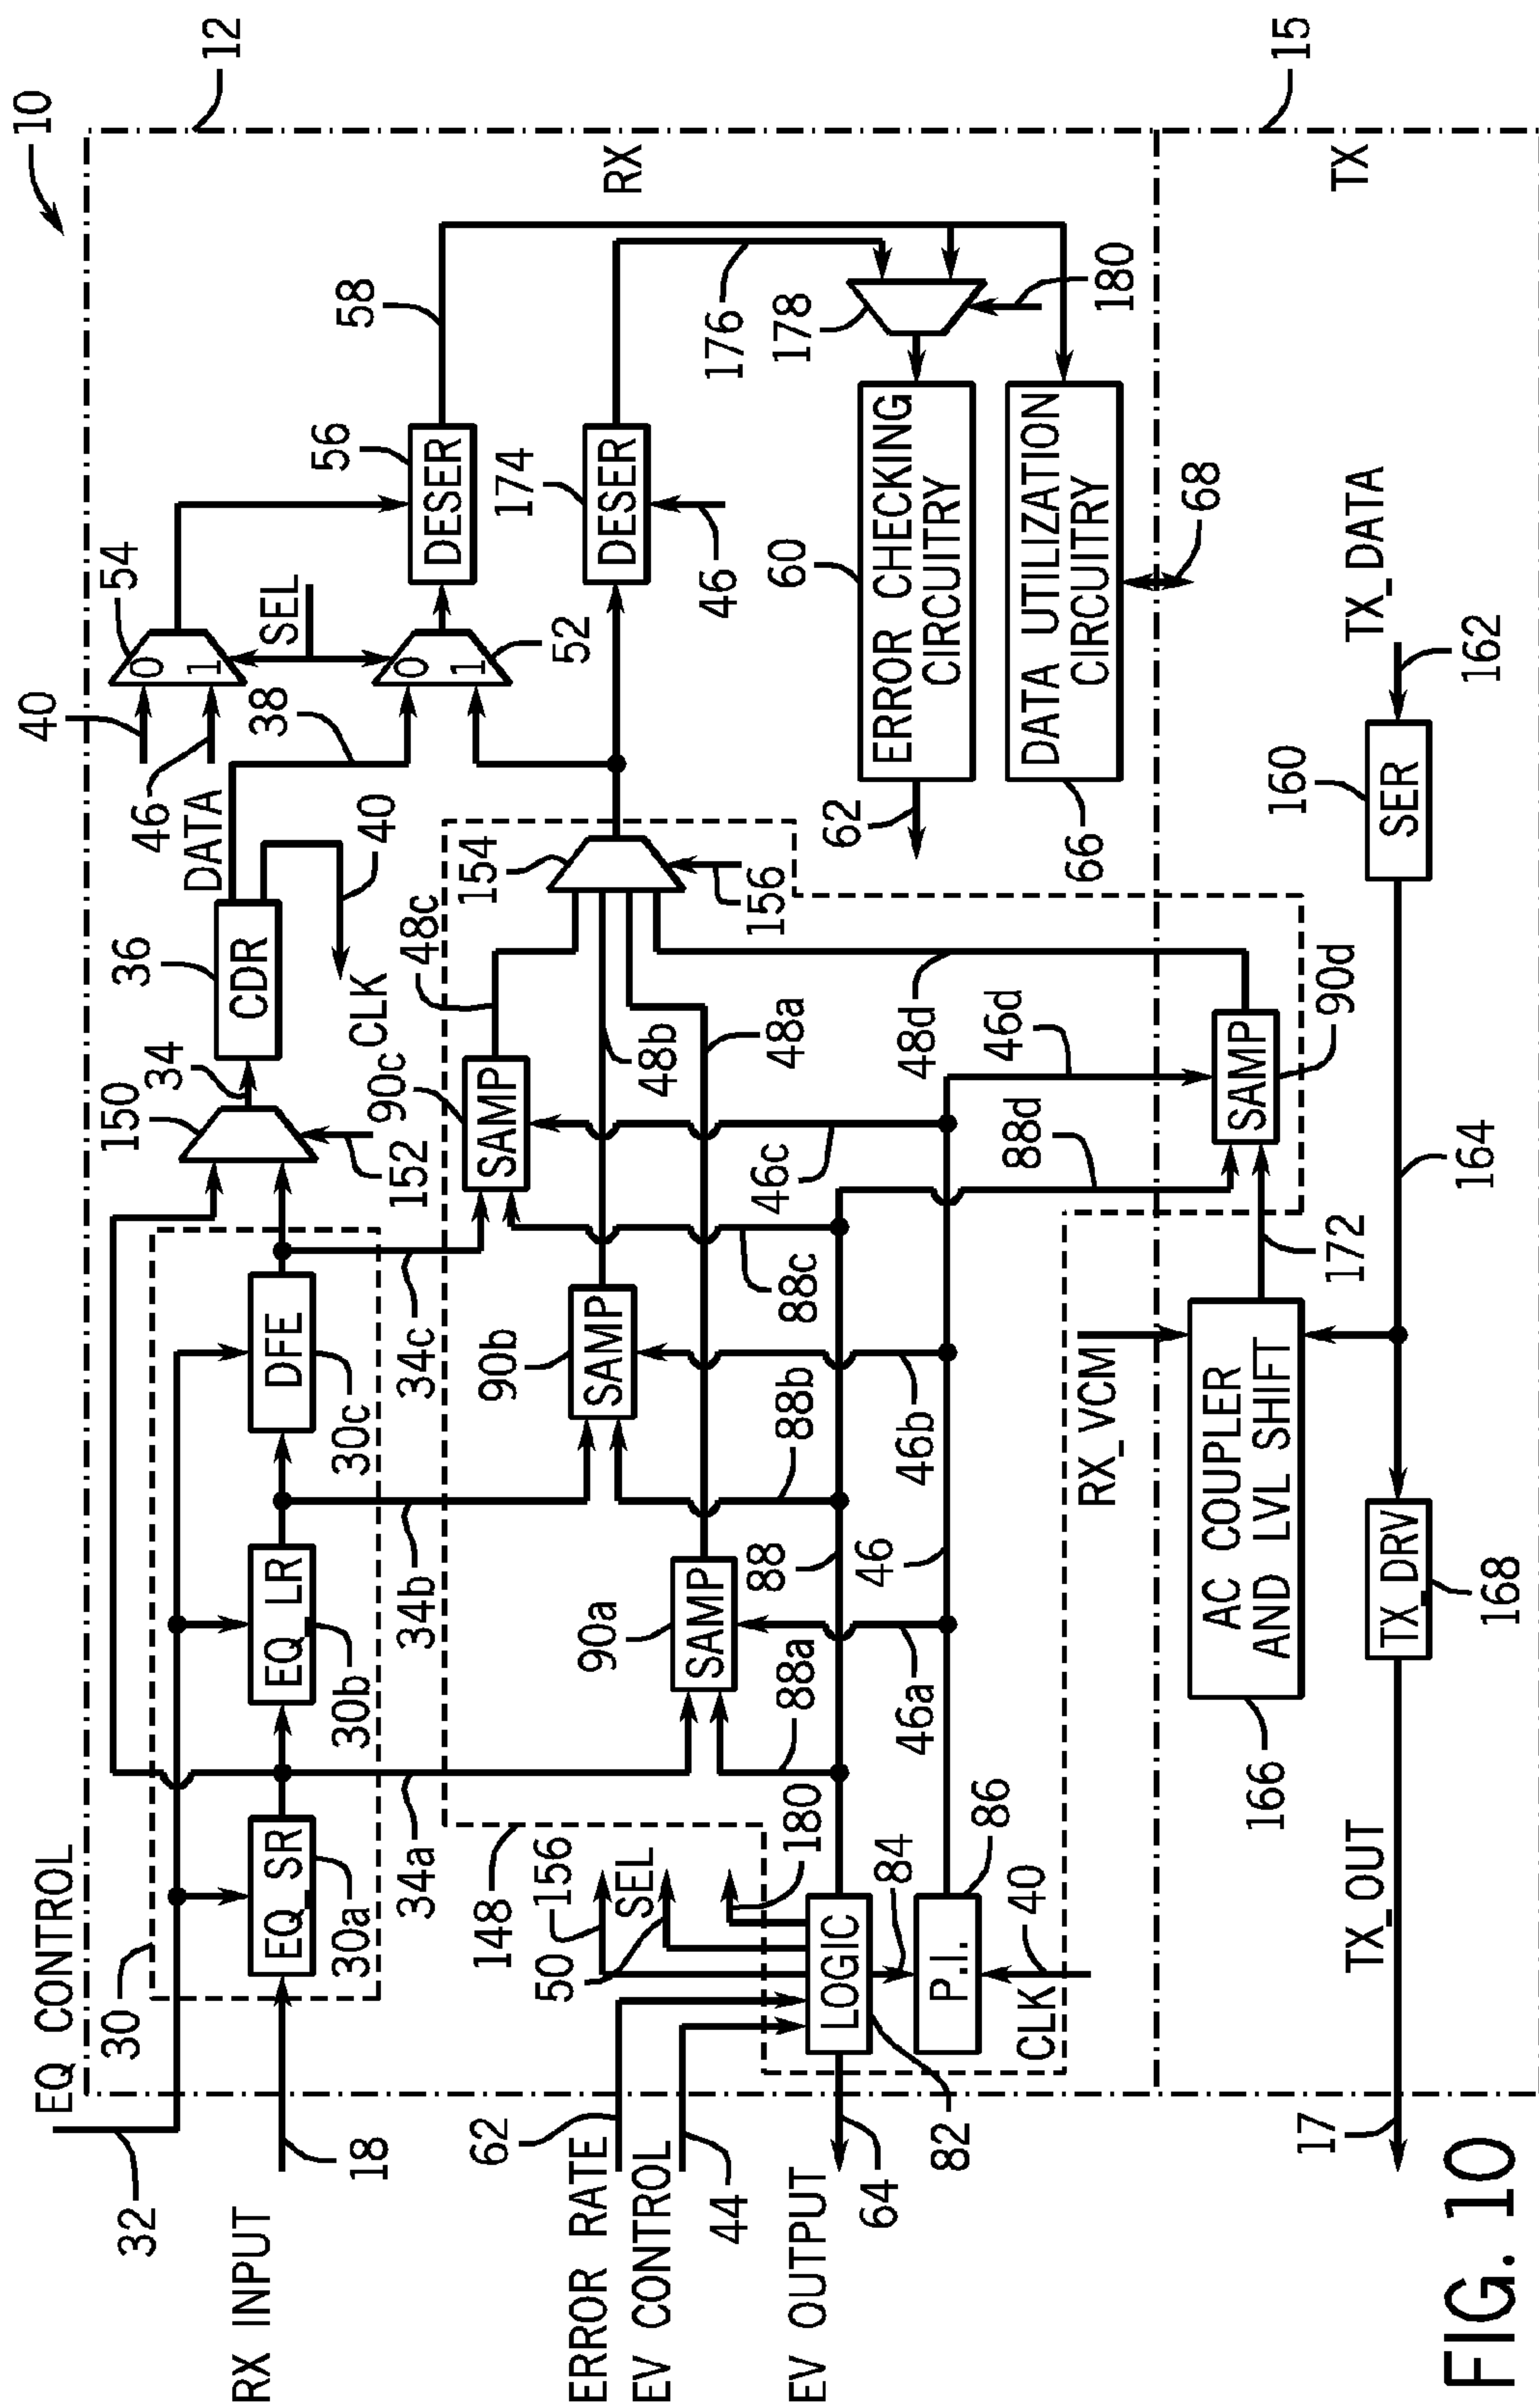 10
12
EQ CONTROL
32
30
RX INPUT
18
EQ_SR
30a
EQ_LR
30b
DFE
30c
150
34
152
36
CDR
DATA
CLK
40
40
46
38
54
0
1
SEL
0
1
52
56
DESER
58
RX
34a
34b
34c
148
90a
SAMP
90b
SAMP
90c
SAMP
48c
48b
48a
154
156
174
DESER
46
176
178
180
60
ERROR CHECKING
CIRCUITRY
62
DATA UTILIZATION
CIRCUITRY
66
68
ERROR RATE
62
EV CONTROL
44
EV OUTPUT
64
82
50
156
SEL
180
LOGIC
84
P.I.
86
CLK
40
88a
88
88b
88c
88d
46a
46
46b
46c
46d
48d
SAMP
90d
RX_VCM
AC COUPLER
AND LVL SHIFT
166
172
TX
15
TX_OUT
17
TX_DRV
168
164
SER
160
TX_DATA
162
FIG. 10